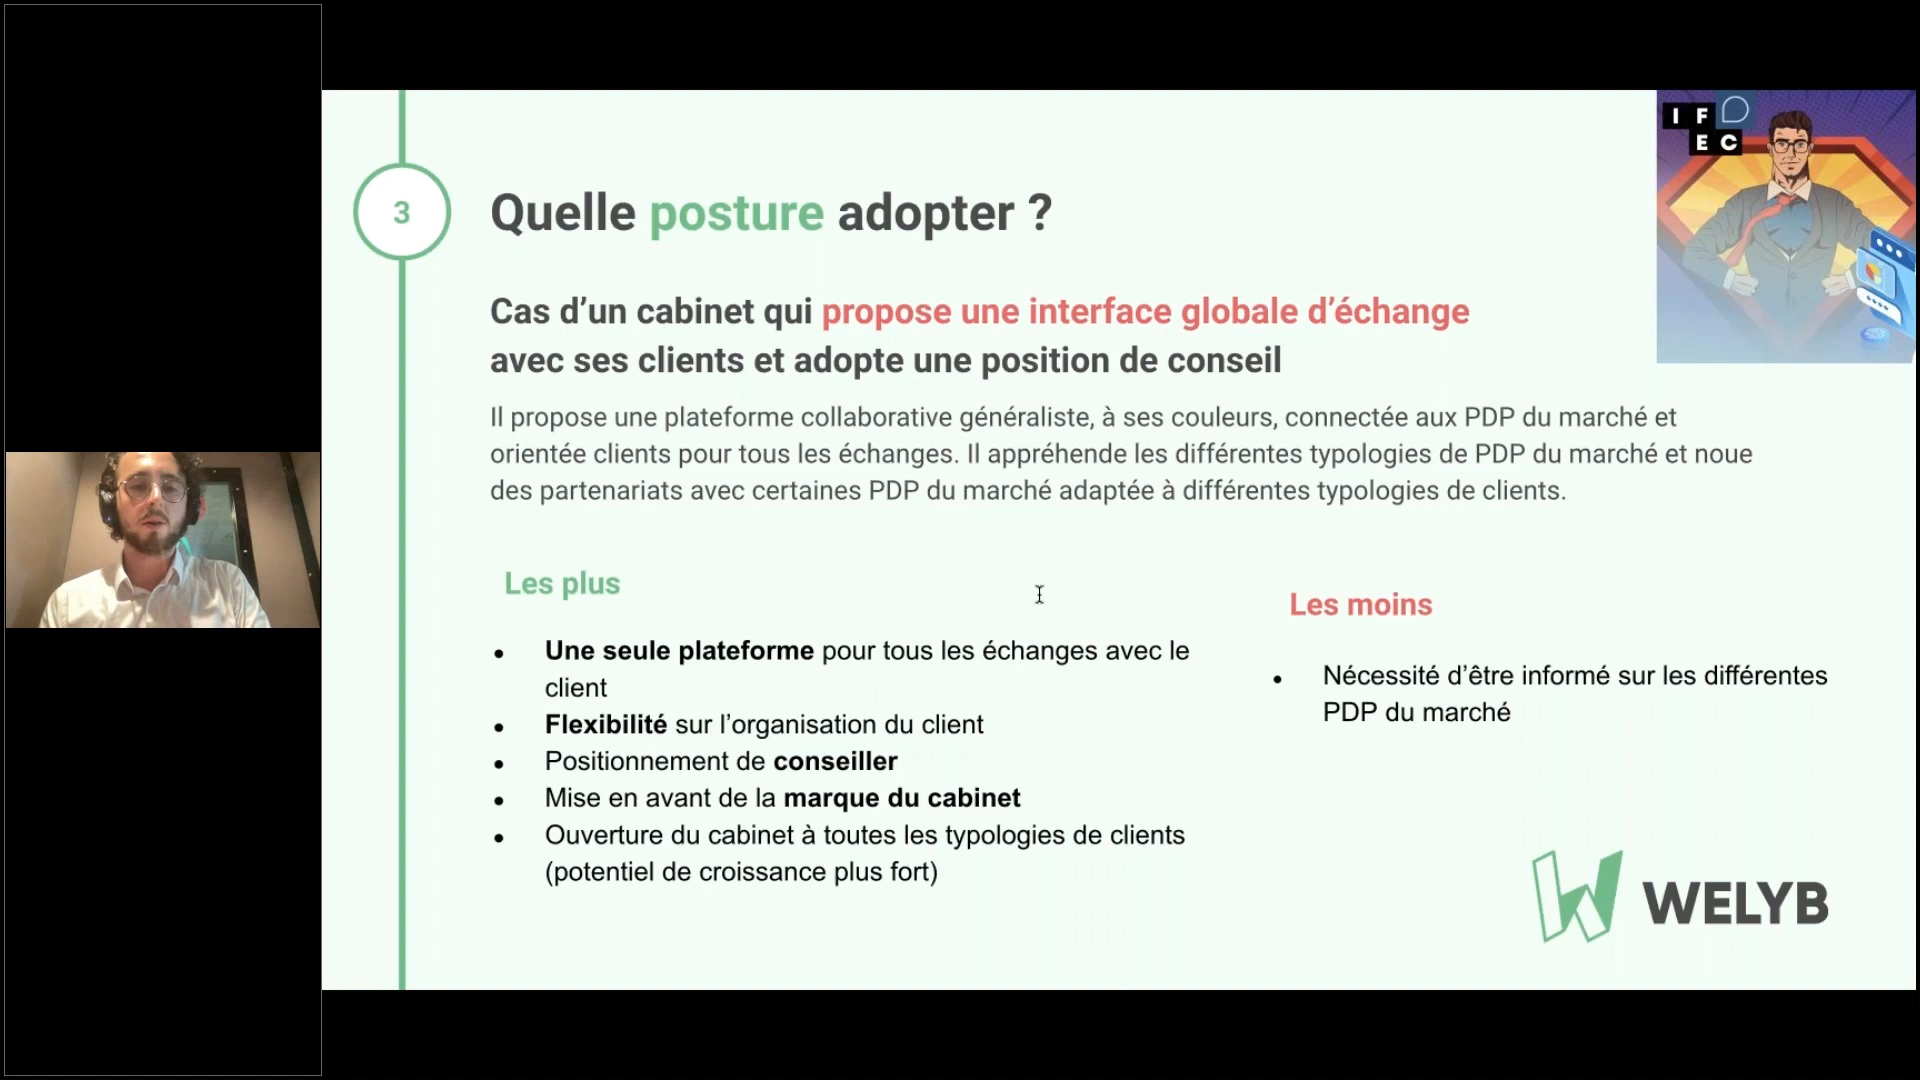 3
Quelle posture adopter ?
Cas d’un cabinet qui propose une interface globale d’échange
avec ses clients et adopte une position de conseil
Il propose une plateforme collaborative généraliste, à ses couleurs, connectée aux PDP du marché et
orientée clients pour tous les échanges. Il appréhende les différentes typologies de PDP du marché et noue
des partenariats avec certaines PDP du marché adaptée à différentes typologies de clients.
Les plus
• Une seule plateforme pour tous les échanges avec le
client
• Flexibilité sur l’organisation du client
• Positionnement de conseiller
• Mise en avant de la marque du cabinet
• Ouverture du cabinet à toutes les typologies de clients
(potentiel de croissance plus fort)
Les moins
• Nécessité d’être informé sur les différentes
PDP du marché
IF
EC
WELYB